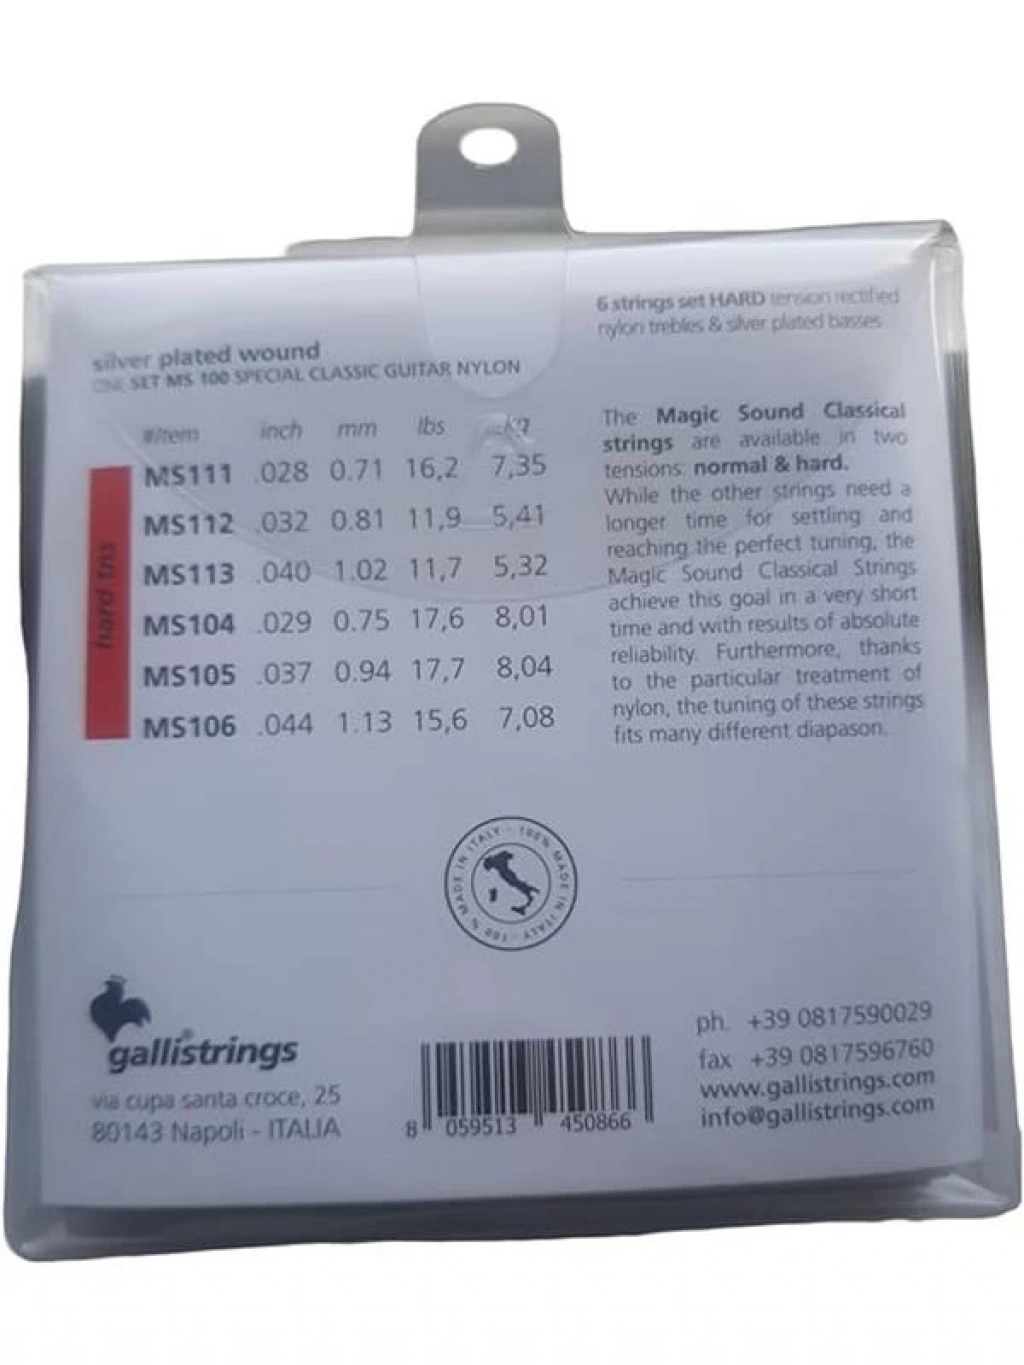 6 strings set HARD tension rectified
nylon trebles & silver plated basses
silver plated wound
ONE SET MS 100 SPECIAL CLASSIC GUITAR NYLON
#item inch mm lbs kg
MS111 .028 0.71 16,2 7,35
MS112 .032 0.81 11,9 5,41
MS113 .040 1.02 11,7 5,32
MS104 .029 0.75 17,6 8,01
MS105 .037 0.94 17,7 8,04
MS106 .044 1.13 15,6 7,08
hard tns
The Magic Sound Classical
strings are available in two
tensions: normal & hard.
While the other strings need a
longer time for settling and
reaching the perfect tuning, the
Magic Sound Classical Strings
achieve this goal in a very short
time and with results of absolute
reliability. Furthermore, thanks
to the particular treatment of
nylon, the tuning of these strings
fits many different diapason.
100% MADE IN ITALY - 100% MADE IN ITALY -
gallistrings®
via cupa santa croce, 25
80143 Napoli - ITALIA
8 059513 450866
ph. +39 0817590029
fax +39 0817596760
www.gallistrings.com
info@gallistrings.com